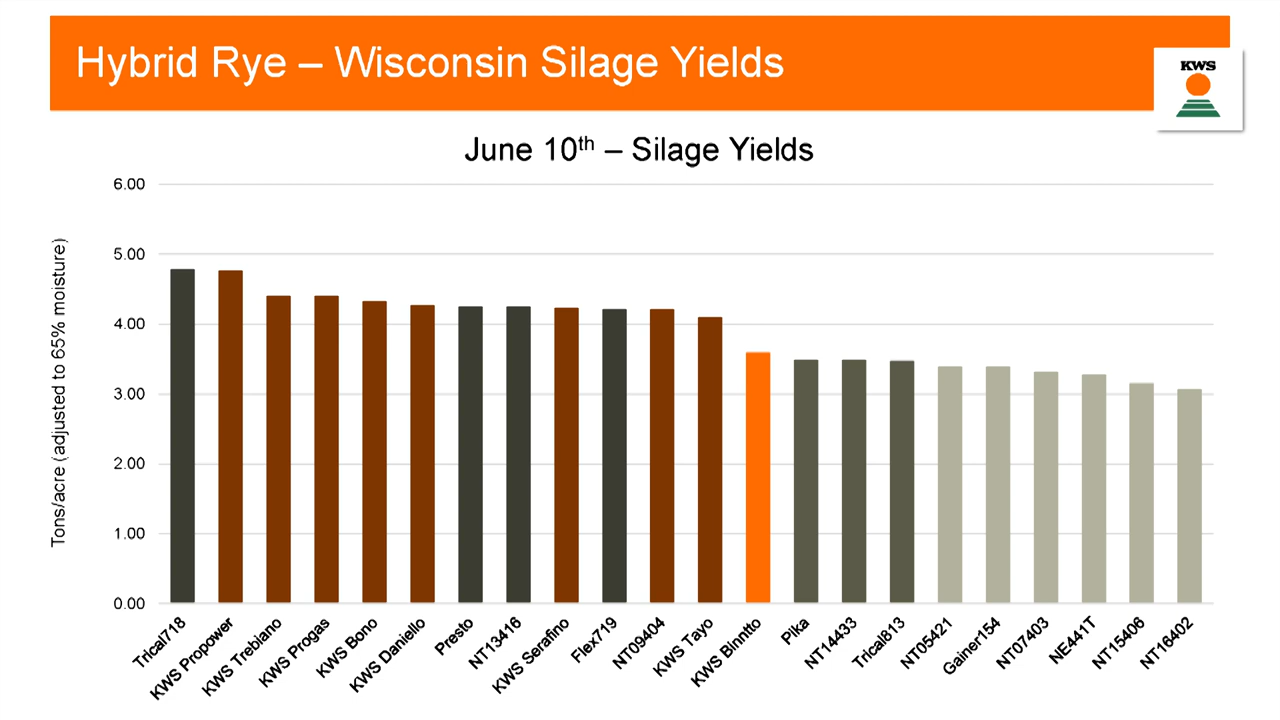 Hybrid Rye – Wisconsin Silage Yields
KWS
June 10th – Silage Yields
Tons/acre (adjusted to 65% moisture)
6.00
5.00
4.00
3.00
2.00
1.00
0.00
Trical718
KWS Propower
KWS Trebiano
KWS Progas
KWS Bono
KWS Daniello
Presto
NT13416
KWS Serafino
Flex719
NT09404
KWS Tayo
KWS Binntto
Pika
NT14433
Trical813
NT05421
Gainer154
NT07403
NE441T
NT15406
NT16402